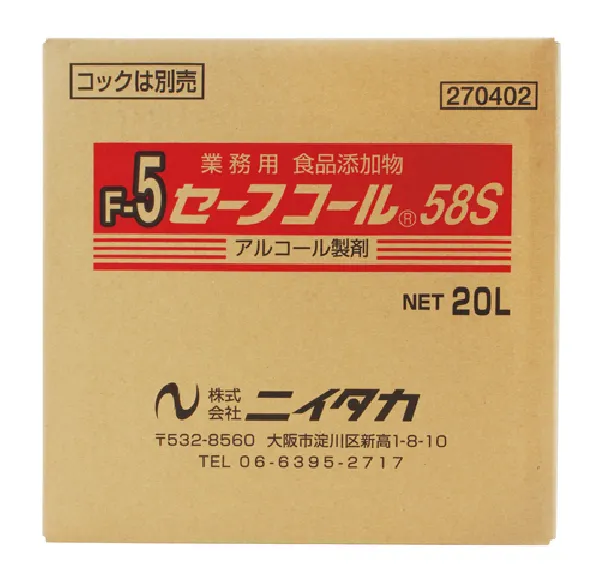 コックは別売
270402
業務用 食品添加物
F-5 セーフコール® 58S
アルコール製剤
NET 20L
株式会社 ニイタカ
〒532-8560 大阪市淀川区新高1-8-10
TEL 06-6395-2717